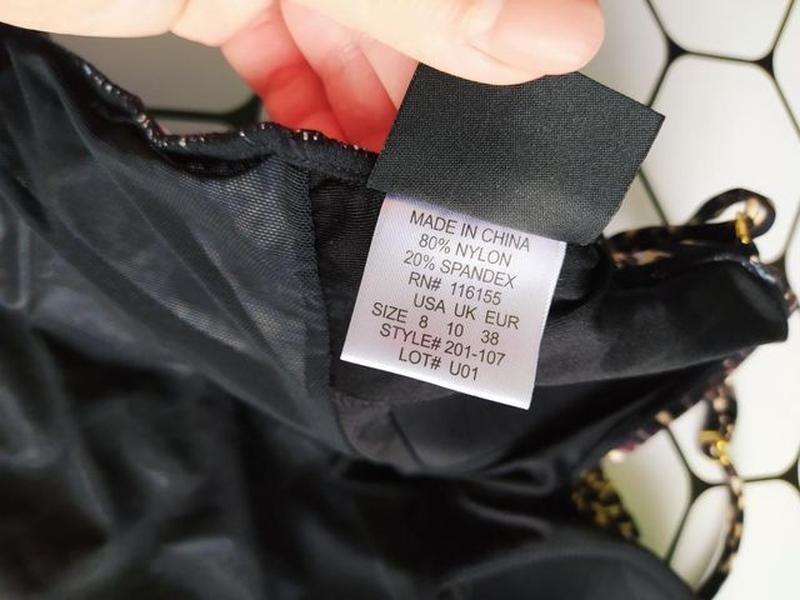 MADE IN CHINA
80% NYLON
20% SPANDEX
RN# 116155
USA UK EUR
SIZE 8 10 38
STYLE# 201-107
LOT# U01